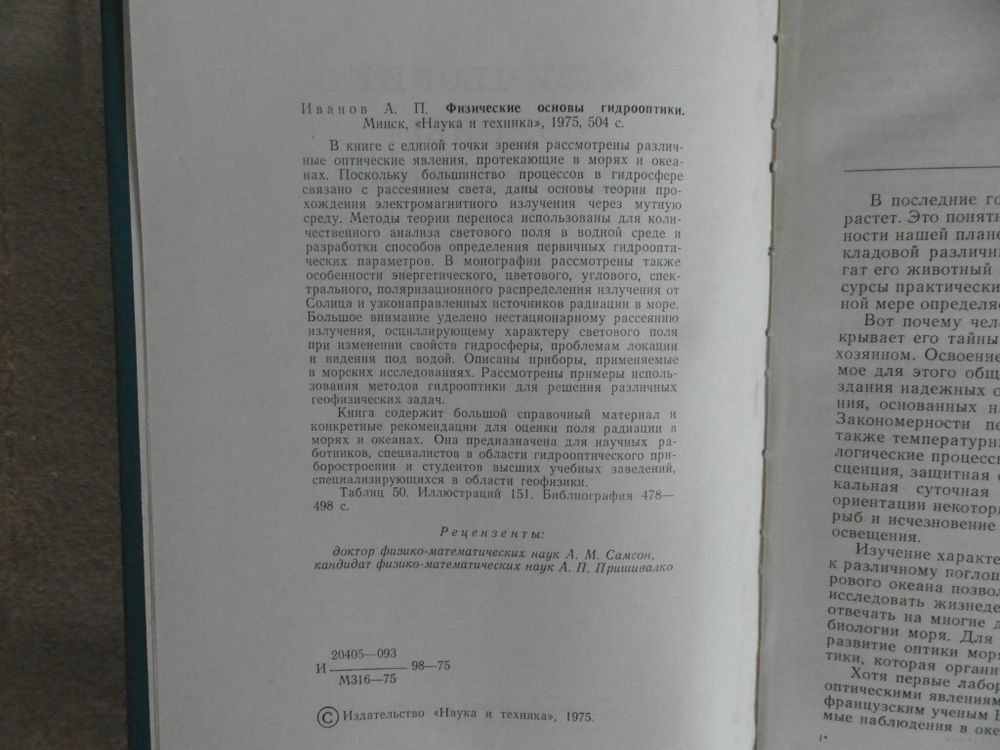 Иванов А. П. Физические основы гидрооптики.
Минск, «Наука и техника», 1975, 504 с.
В книге с единой точки зрения рассмотрены различ-
ные оптические явления, протекающие в морях и океа-
нах. Поскольку большинство процессов в гидросфере
связано с рассеянием света, даны основы теории про-
хождения электромагнитного излучения через мутную
среду. Методы теории переноса использованы для коли-
чественного анализа светового поля в водной среде и
разработки способов определения первичных гидроопти-
ческих параметров. В монографии рассмотрены также
особенности энергетического, цветового, углового, спек-
трального, поляризационного распределения излучения от
Солнца и узконаправленных источников радиации в море.
Большое внимание уделено нестационарному рассеянию
излучения, осциллирующему характеру светового поля
при изменении свойств гидросферы, проблемам локации
и видения под водой. Описаны приборы, применяемые
в морских исследованиях. Рассмотрены примеры исполь-
зования методов гидрооптики для решения различных
геофизических задач.
Книга содержит большой справочный материал и
конкретные рекомендации для оценки поля радиации в
морях и океанах. Она предназначена для научных ра-
ботников, специалистов в области гидрооптического при-
боростроения и студентов высших учебных заведений,
специализирующихся в области геофизики.
Таблиц 50. Иллюстраций 151. Библиография 478—
498 с.
Рецензенты:
доктор физико-математических наук А. М. Самсон,
кандидат физико-математических наук А. П. Пришивалко
20405—093
И 98—75
М316—75
© Издательство «Наука и техника», 1975.
В последние го
растет. Это понятн
ности нашей плане
кладовой различн
гат его животный
сурсы практически
ной мере определя
Вот почему чел
крывает его тайны
хозяином. Освоение
мое для этого общ
здания надежных о
ния, основанных н
Закономерности пе
также температурн
логические процесс
сценция, защитная
кальная суточная
ориентации некотор
рыб и исчезновение
освещения.
Изучение характе
к различному поглощ
рового океана позвол
исследовать жизнеде
отвечать на многие
биологии моря. Для
развитие оптики моря
тики, которая органи
Хотя первые лабор
оптическими явлениям
французским ученым
мые наблюдения в оке
1*